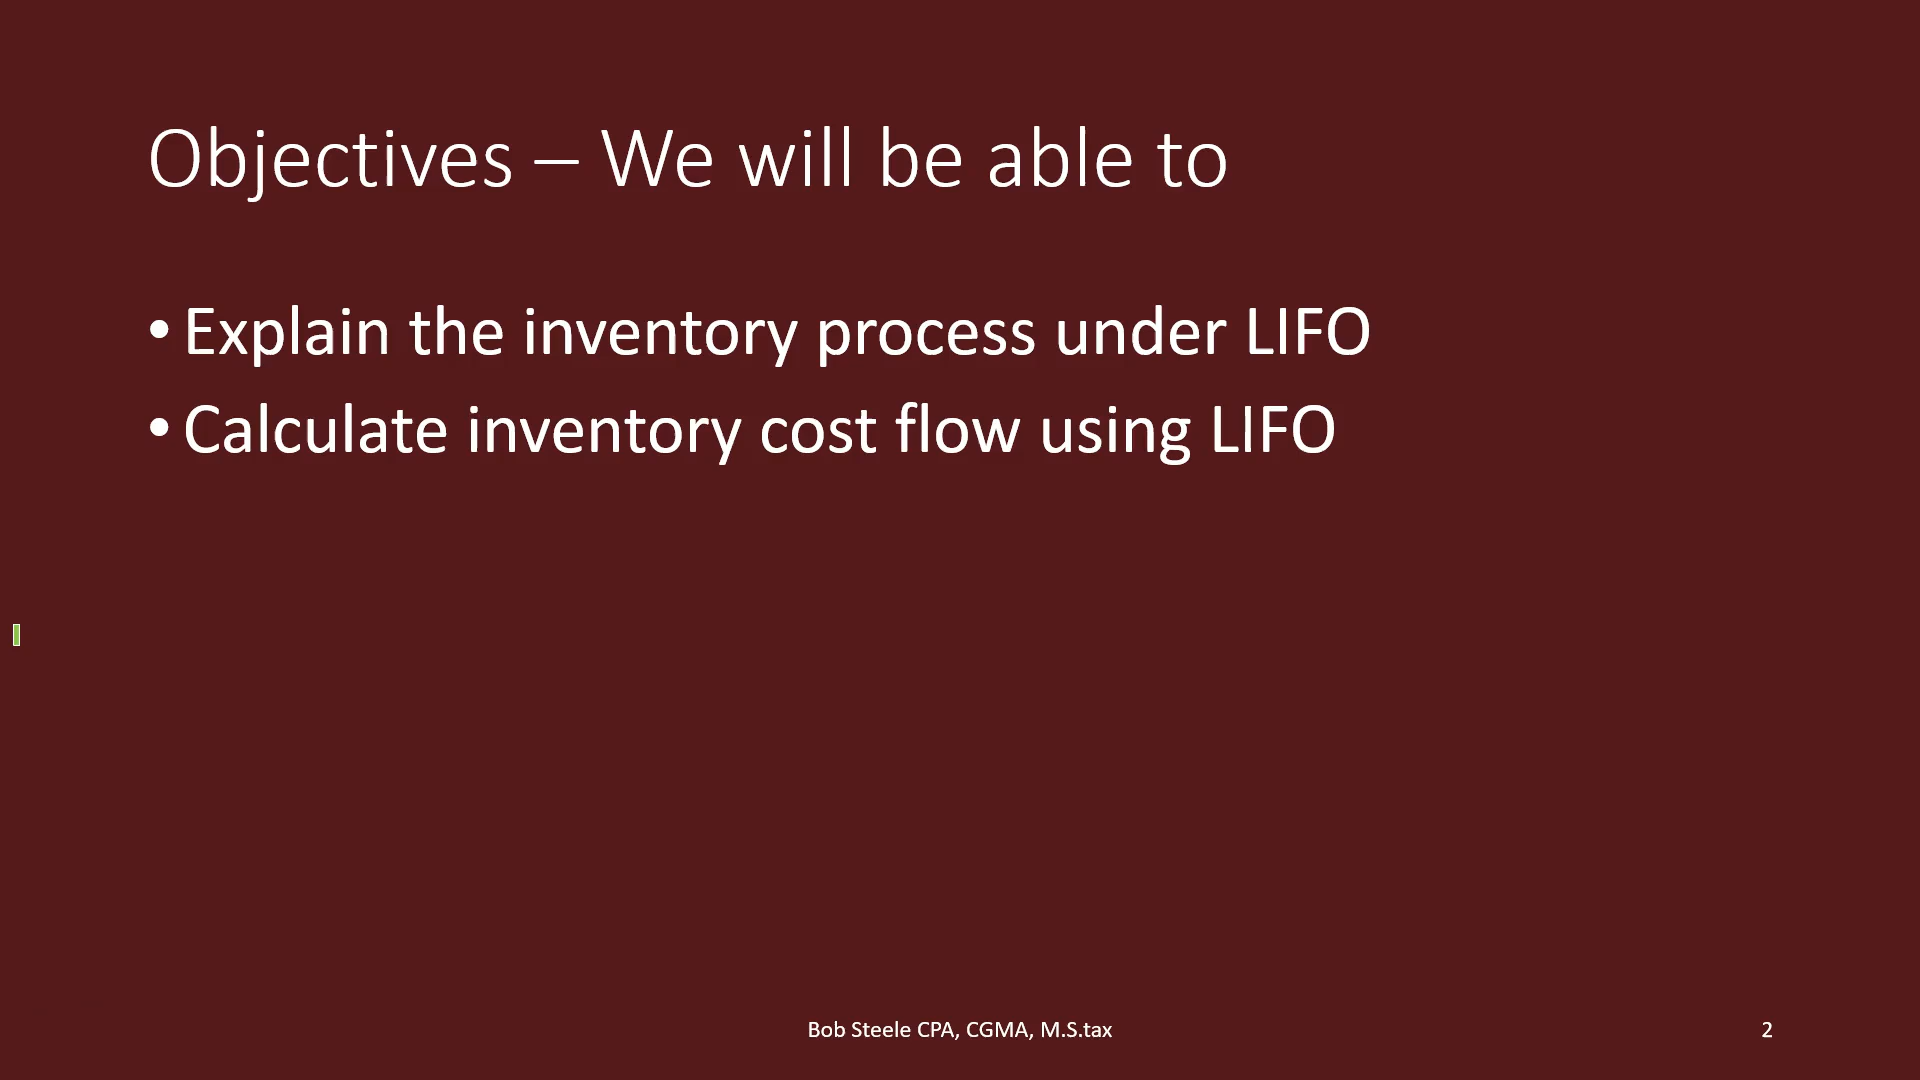 Objectives – We will be able to
• Explain the inventory process under LIFO
• Calculate inventory cost flow using LIFO
Bob Steele CPA, CGMA, M.S.tax
2